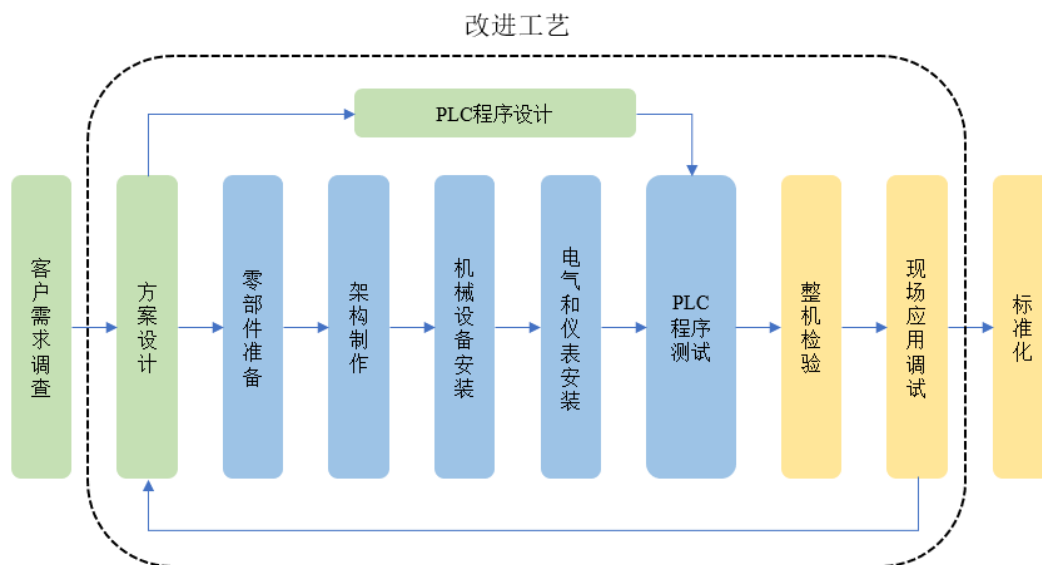 改进工艺
PLC程序设计
客户需求调查
方案设计
零部件准备
架构制作
机械设备安装
电气和仪表安装
PLC
程序
测试
整机检验
现场应用调试
标准化